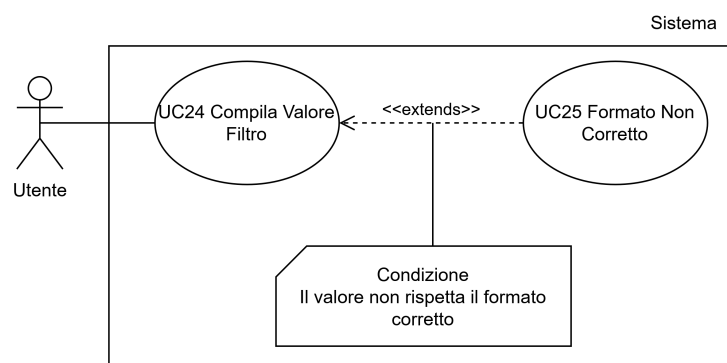 Sistema
UC24 Compila Valore
Filtro
<<extends>>
UC25 Formato Non
Corretto
Utente
Condizione
Il valore non rispetta il formato
corretto